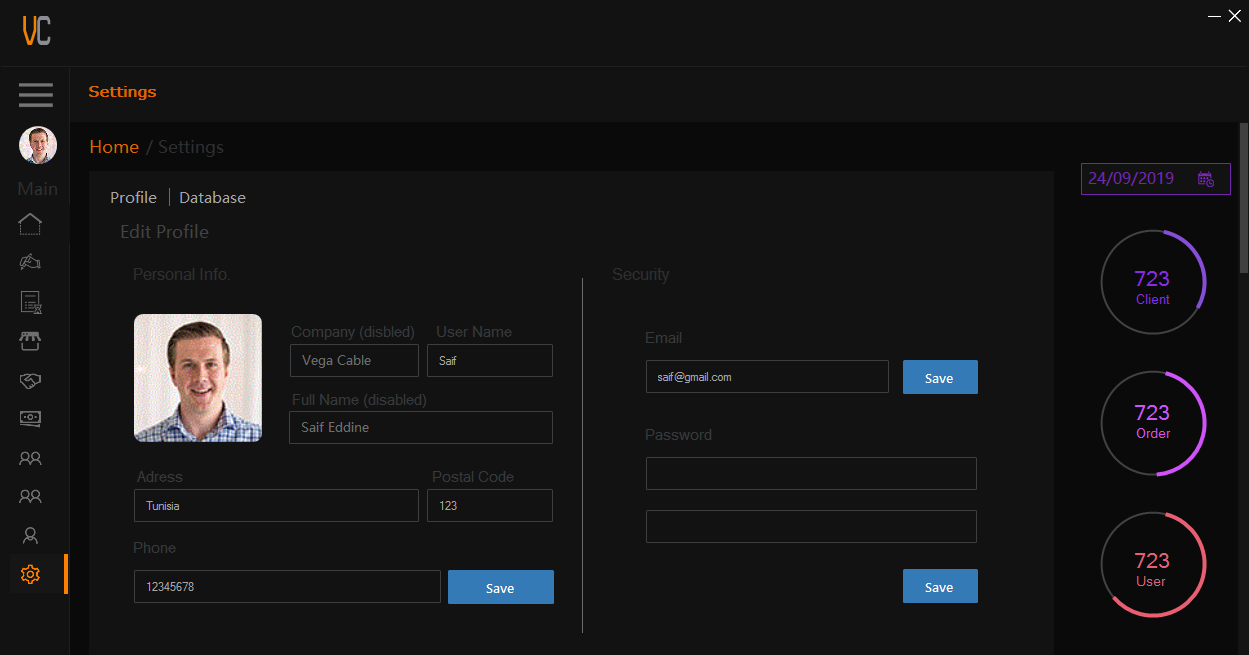 VC
Settings
Home / Settings
Main
24/09/2019
Profile | Database
Edit Profile
Personal Info.
Security
Company (disbled) User Name
Vega Cable Saif
Full Name (disabled)
Saif Eddine
Adress Postal Code
Tunisia 123
Phone
12345678 Save
Email
saif@gmail.com Save
Password
Save
723
Client
723
Order
723
User